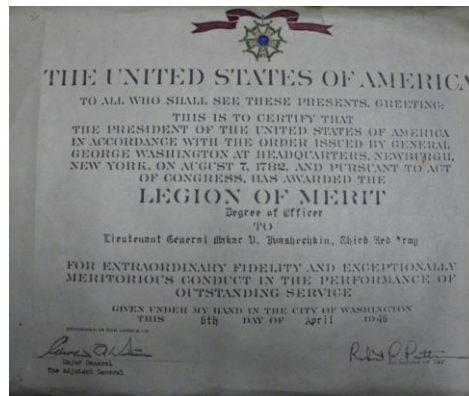 THE UNITED STATES OF AMERICA
TO ALL WHO SHALL SEE THESE PRESENTS, GREETING:
THIS IS TO CERTIFY THAT
THE PRESIDENT OF THE UNITED STATES OF AMERICA
IN ACCORDANCE WITH THE ORDER ISSUED BY GENERAL
GEORGE WASHINGTON AT HEADQUARTERS, NEWBURGH,
NEW YORK, ON AUGUST 7, 1782, AND PURSUANT TO ACT
OF CONGRESS, HAS AWARDED THE
LEGION OF MERIT
Degree of Officer
TO
Lieutenant General Makar V. Ivashechkin, Third Red Army
FOR EXTRAORDINARY FIDELITY AND EXCEPTIONALLY
MERITORIOUS CONDUCT IN THE PERFORMANCE OF
OUTSTANDING SERVICE
GIVEN UNDER MY HAND IN THE CITY OF WASHINGTON
THIS 6th DAY OF April 1946
Major General
The Adjutant General